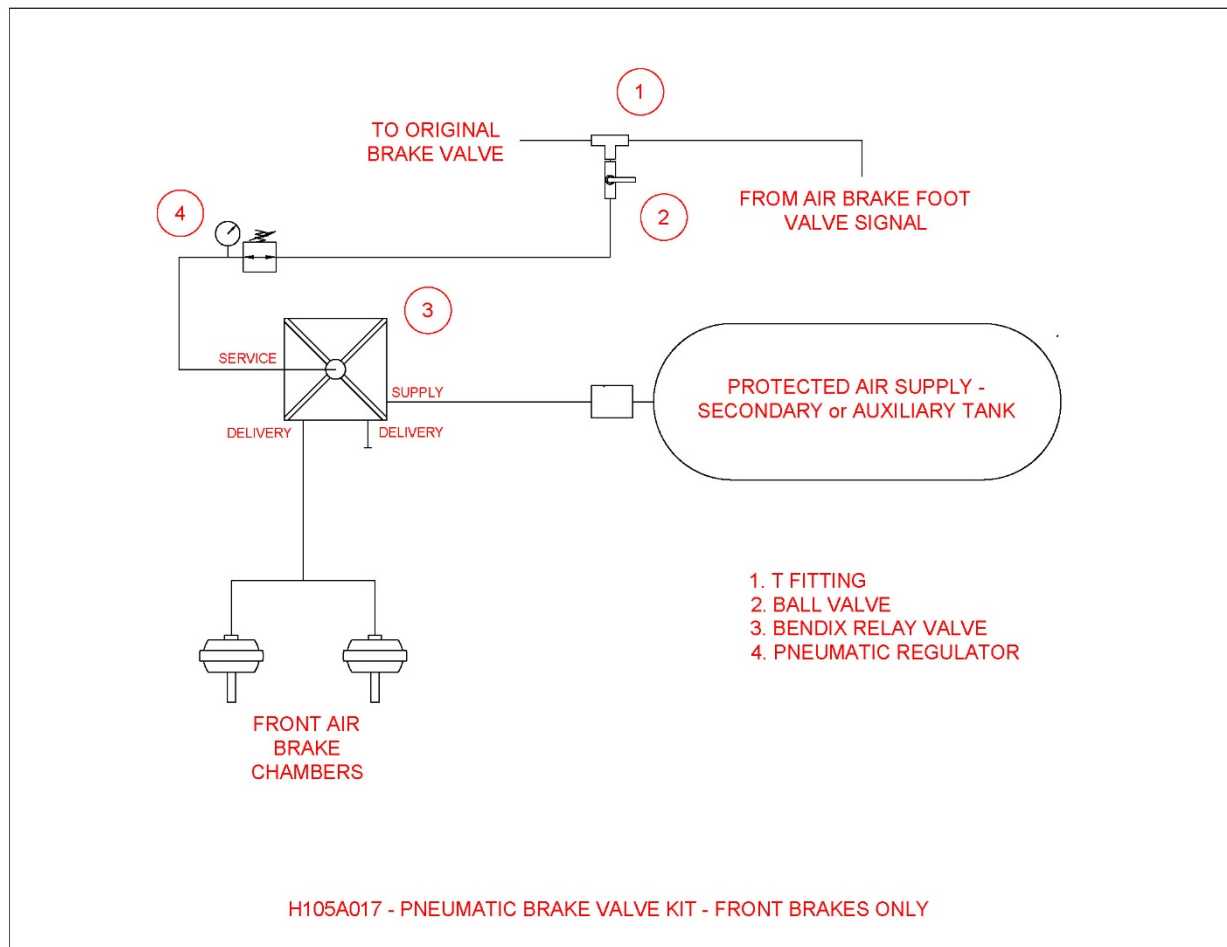 1
TO ORIGINAL
BRAKE VALVE
FROM AIR BRAKE FOOT
VALVE SIGNAL
2
4
3
SERVICE
SUPPLY
DELIVERY
DELIVERY
PROTECTED AIR SUPPLY -
SECONDARY or AUXILIARY TANK
FRONT AIR
BRAKE
CHAMBERS
1. T FITTING
2. BALL VALVE
3. BENDIX RELAY VALVE
4. PNEUMATIC REGULATOR
H105A017 - PNEUMATIC BRAKE VALVE KIT - FRONT BRAKES ONLY